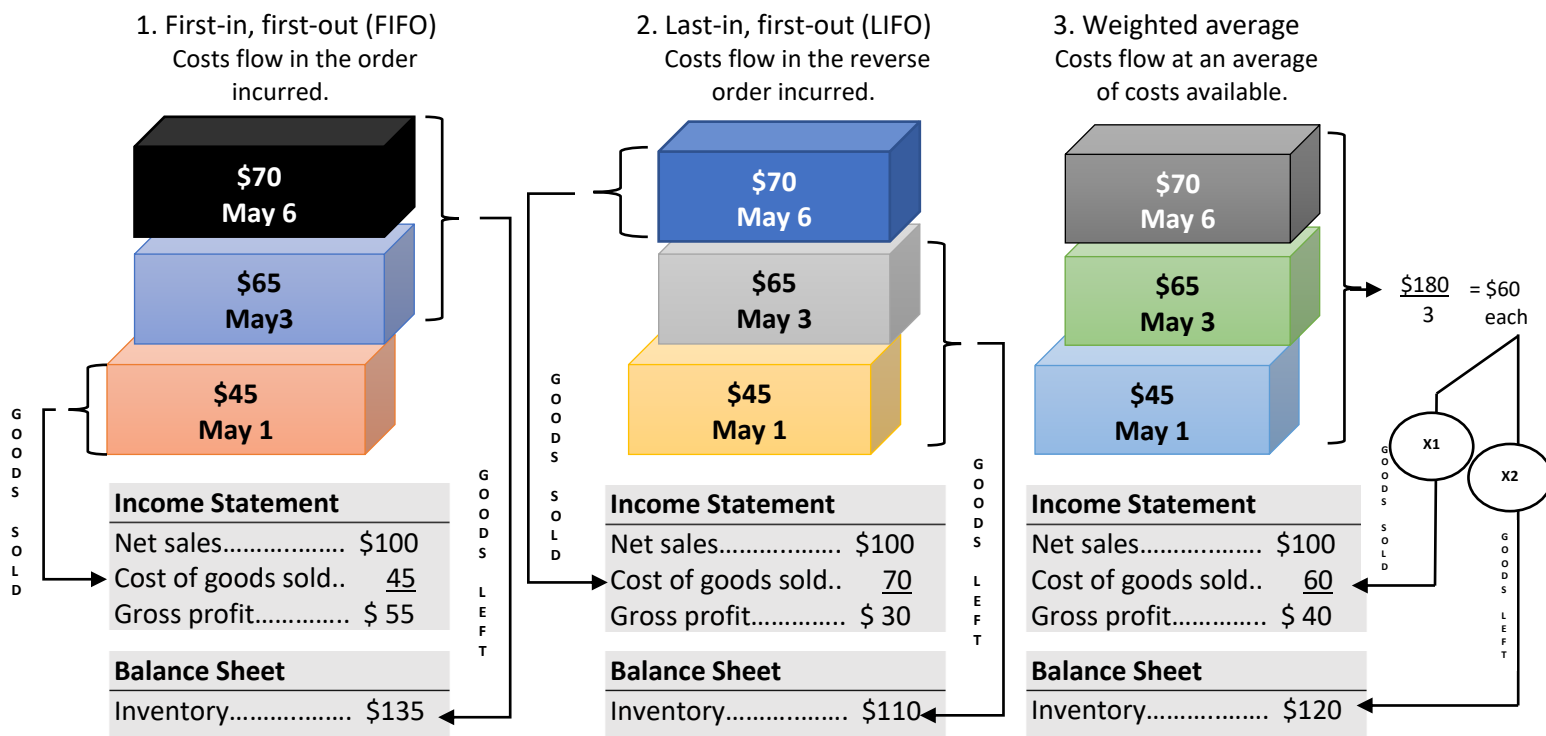 1. First-in, first-out (FIFO)
Costs flow in the order
incurred.
$70
May 6
$65
May3
$45
May 1
GOODS SOLD
GOODS LEFT
Income Statement
Net sales................... $100
Cost of goods sold.. 45
Gross profit.............. $ 55
Balance Sheet
Inventory.................. $135
2. Last-in, first-out (LIFO)
Costs flow in the reverse
order incurred.
$70
May 6
$65
May 3
$45
May 1
GOODS SOLD
GOODS LEFT
Income Statement
Net sales................... $100
Cost of goods sold.. 70
Gross profit.............. $ 30
Balance Sheet
Inventory.................. $110
3. Weighted average
Costs flow at an average
of costs available.
$70
May 6
$65
May 3
$45
May 1
$180 = $60
3 each
X1
X2
GOODS SOLD
GOODS LEFT
Income Statement
Net sales................... $100
Cost of goods sold.. 60
Gross profit.............. $ 40
Balance Sheet
Inventory.................. $120